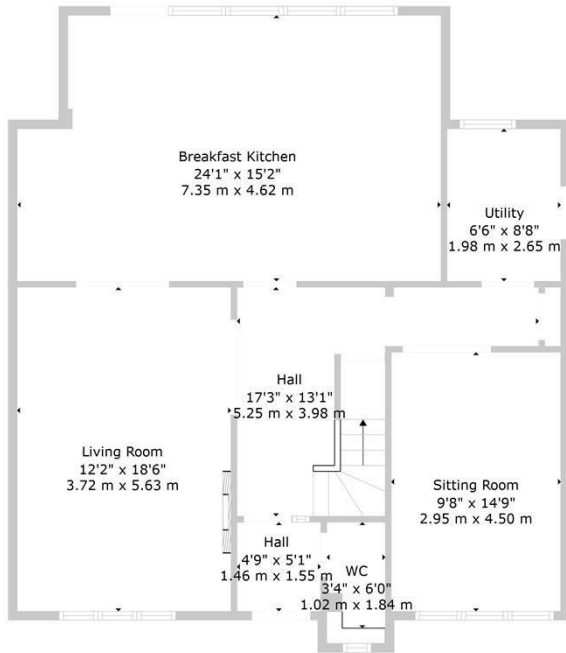 Breakfast Kitchen
24'1" x 15'2"
7.35 m x 4.62 m
Utility
6'6" x 8'8"
1.98 m x 2.65 m
Hall
17'3" x 13'1"
5.25 m x 3.98 m
Living Room
12'2" x 18'6"
3.72 m x 5.63 m
Sitting Room
9'8" x 14'9"
2.95 m x 4.50 m
Hall
4'9" x 5'1"
1.46 m x 1.55 m
WC
3'4" x 6'0"
1.02 m x 1.84 m